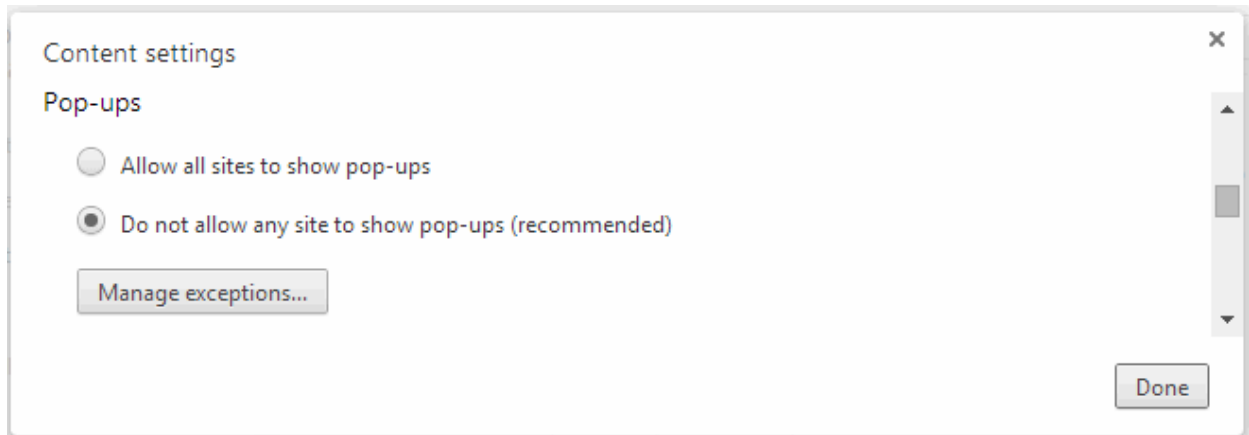 Content settings
Pop-ups
Allow all sites to show pop-ups
Do not allow any site to show pop-ups (recommended)
Manage exceptions...
Done